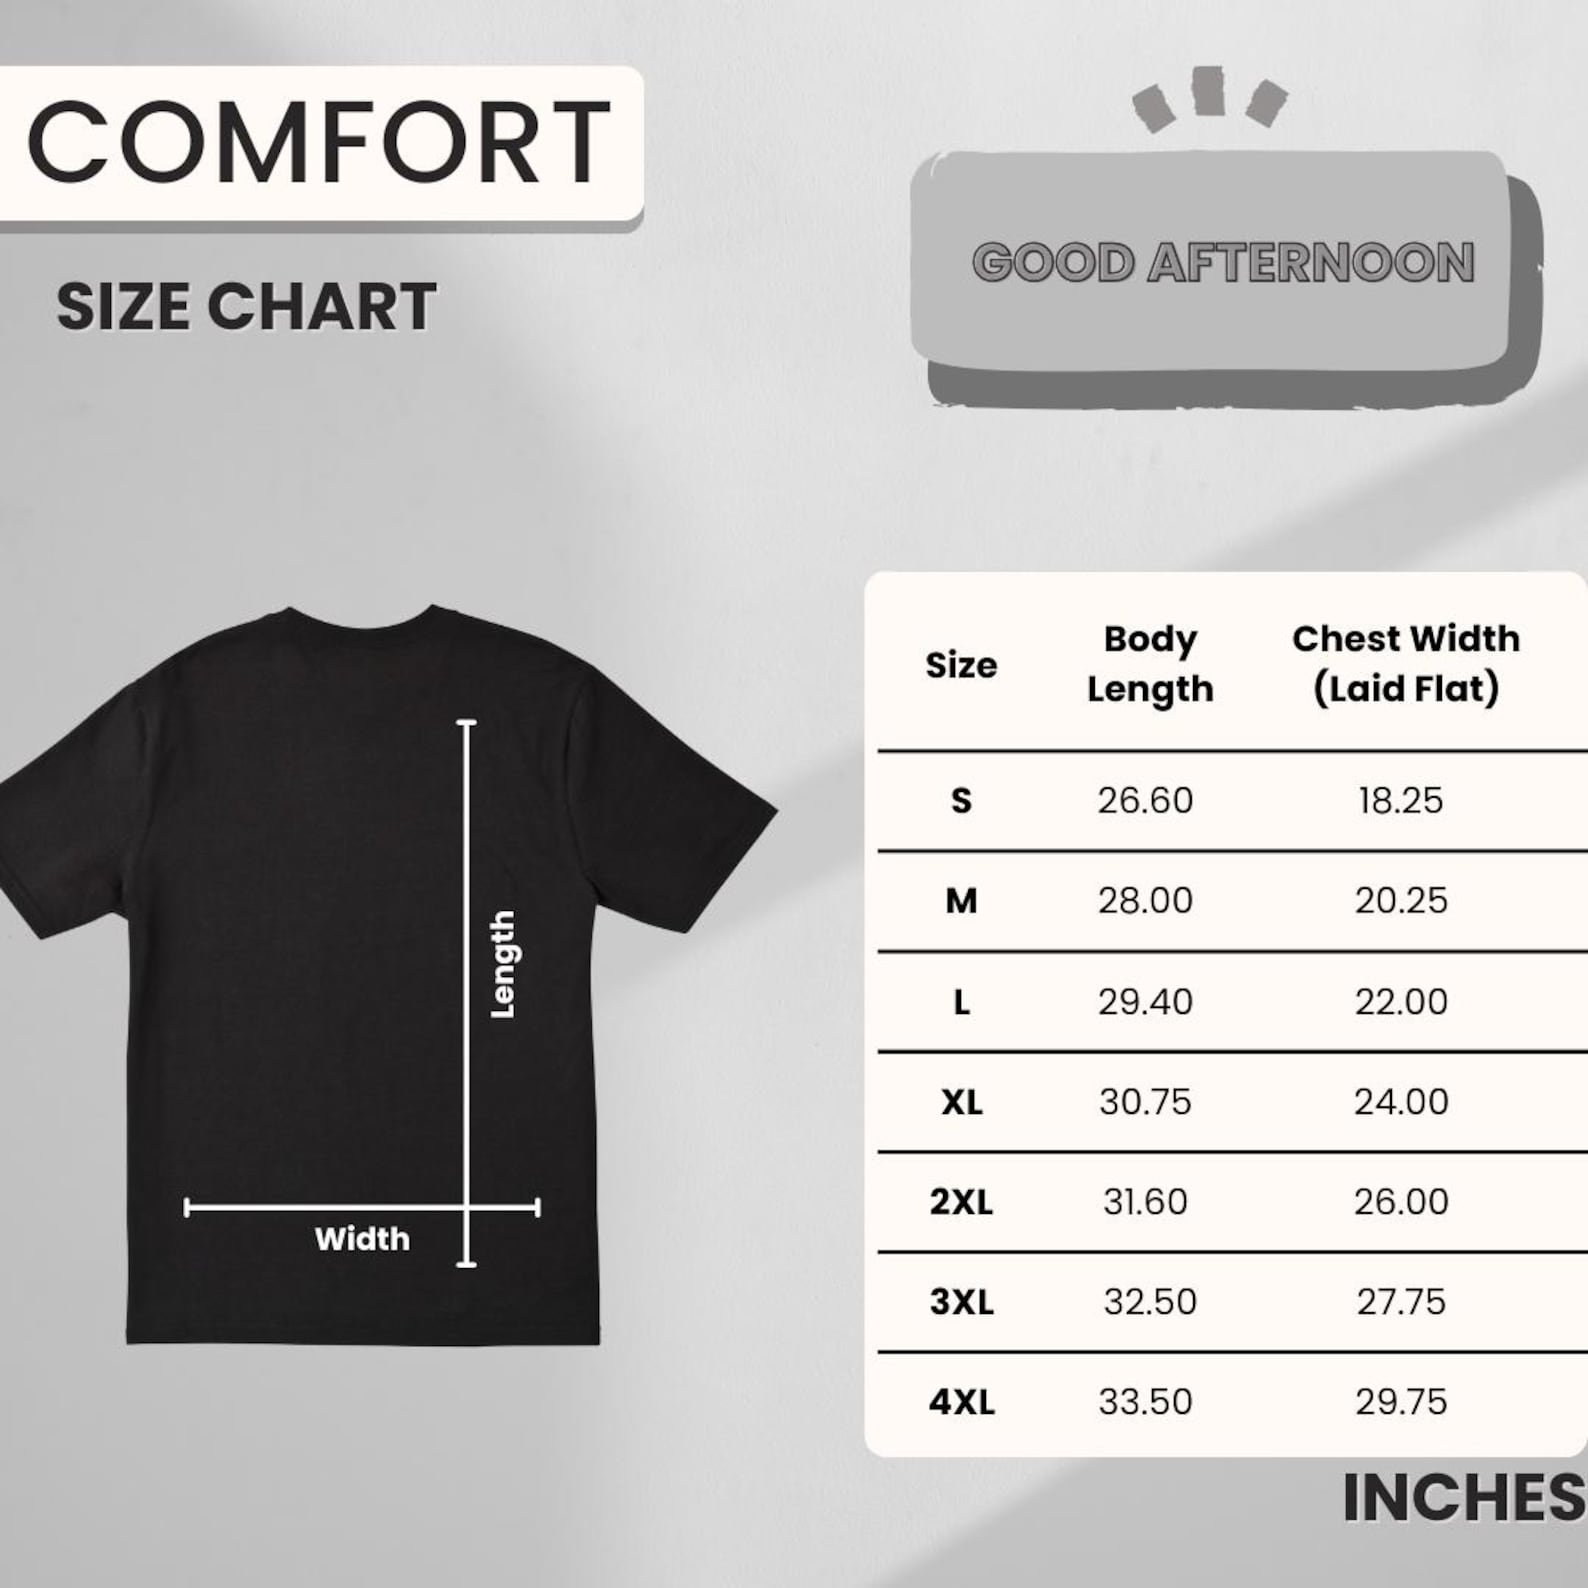 COMFORT
SIZE CHART
GOOD AFTERNOON
Length
Width
Size Body Length Chest Width (Laid Flat)
S 26.60 18.25
M 28.00 20.25
L 29.40 22.00
XL 30.75 24.00
2XL 31.60 26.00
3XL 32.50 27.75
4XL 33.50 29.75
INCHES